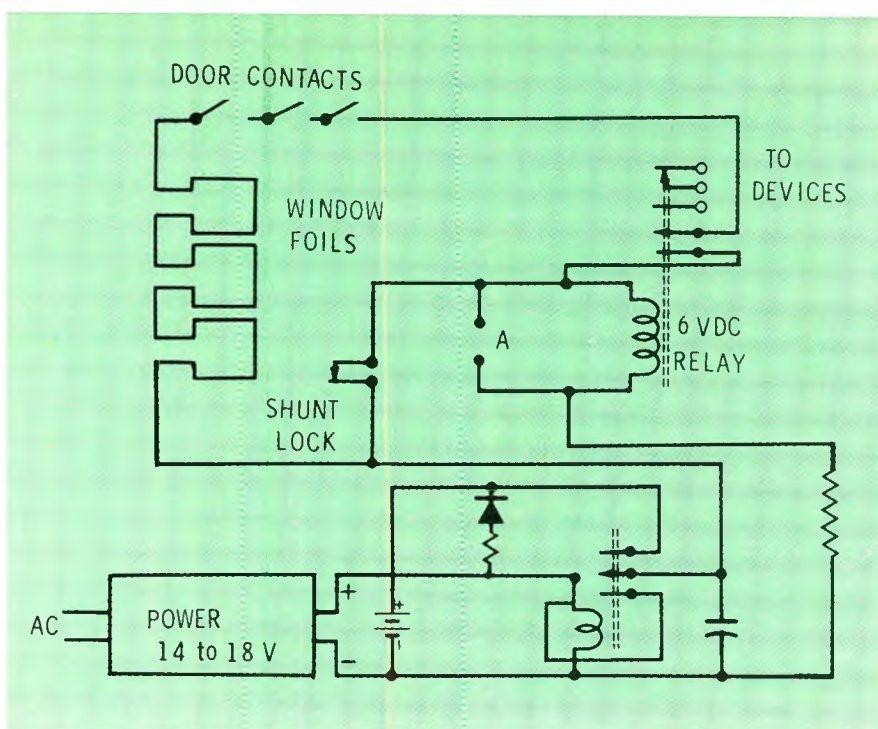 DOOR CONTACTS
TO
DEVICES
WINDOW
FOILS
A
6 VDC
RELAY
SHUNT
LOCK
+
+
AC
POWER
14 to 18 V
-